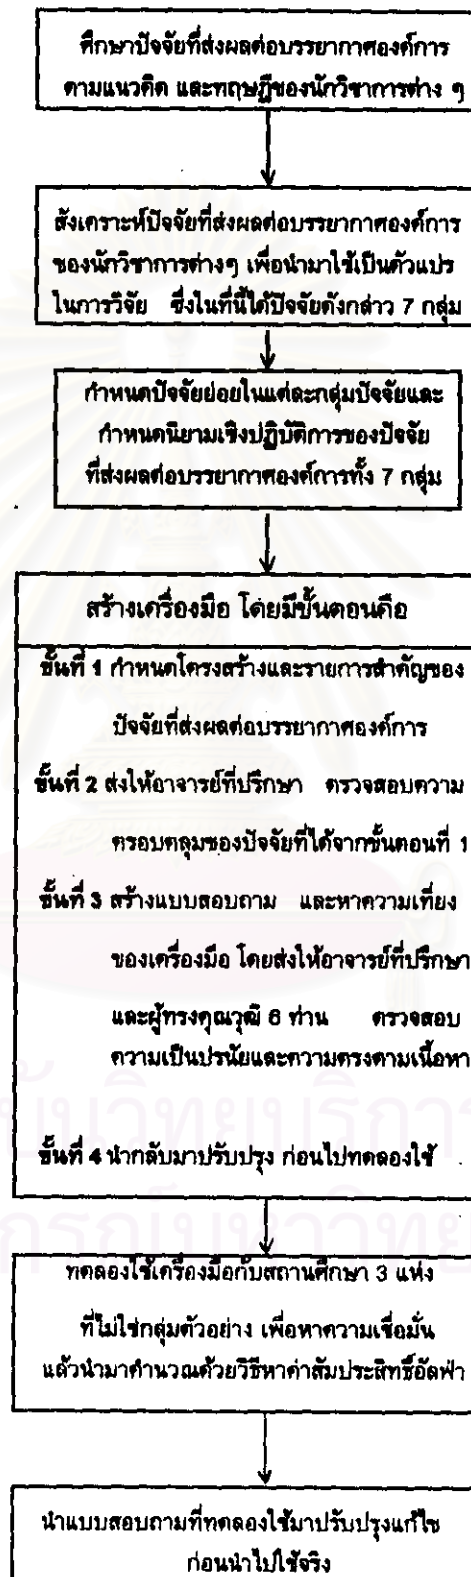 ศึกษาปัจจัยที่ส่งผลต่อบรรยากาศองค์การ
ตามแนวคิด และทฤษฎีของนักวิชาการต่าง ๆ
สังเคราะห์ปัจจัยที่ส่งผลต่อบรรยากาศองค์การ
ของนักวิชาการต่างๆ เพื่อนำมาใช้เป็นตัวแปร
ในการวิจัย ซึ่งในที่นี้ได้ปัจจัยดังกล่าว 7 กลุ่ม
กำหนดปัจจัยย่อยในแต่ละกลุ่มปัจจัยและ
กำหนดนิยามเชิงปฏิบัติการของปัจจัย
ที่ส่งผลต่อบรรยากาศองค์การทั้ง 7 กลุ่ม
สร้างเครื่องมือ โดยมีขั้นตอนคือ
ขั้นที่ 1 กำหนดโครงสร้างและรายการสำคัญของ
ปัจจัยที่ส่งผลต่อบรรยากาศองค์การ
ขั้นที่ 2 ส่งให้อาจารย์ที่ปรึกษา ตรวจสอบความ
ครอบคลุมของปัจจัยที่ได้จากขั้นตอนที่ 1
ขั้นที่ 3 สร้างแบบสอบถาม และหาความเที่ยง
ของเครื่องมือ โดยส่งให้อาจารย์ที่ปรึกษา
และผู้ทรงคุณวุฒิ 6 ท่าน ตรวจสอบ
ความเป็นปรนัยและความตรงตามเนื้อหา
ขั้นที่ 4 นำกลับมาปรับปรุง ก่อนไปทดลองใช้
ทดลองใช้เครื่องมือกับสถานศึกษา 3 แห่ง
ที่ไม่ใช่กลุ่มตัวอย่าง เพื่อหาความเชื่อมั่น
แล้วนำมาคำนวณด้วยวิธีหาค่าสัมประสิทธิ์อัลฟ่า
นำแบบสอบถามที่ทดลองใช้มาปรับปรุงแก้ไข
ก่อนนำไปใช้จริง